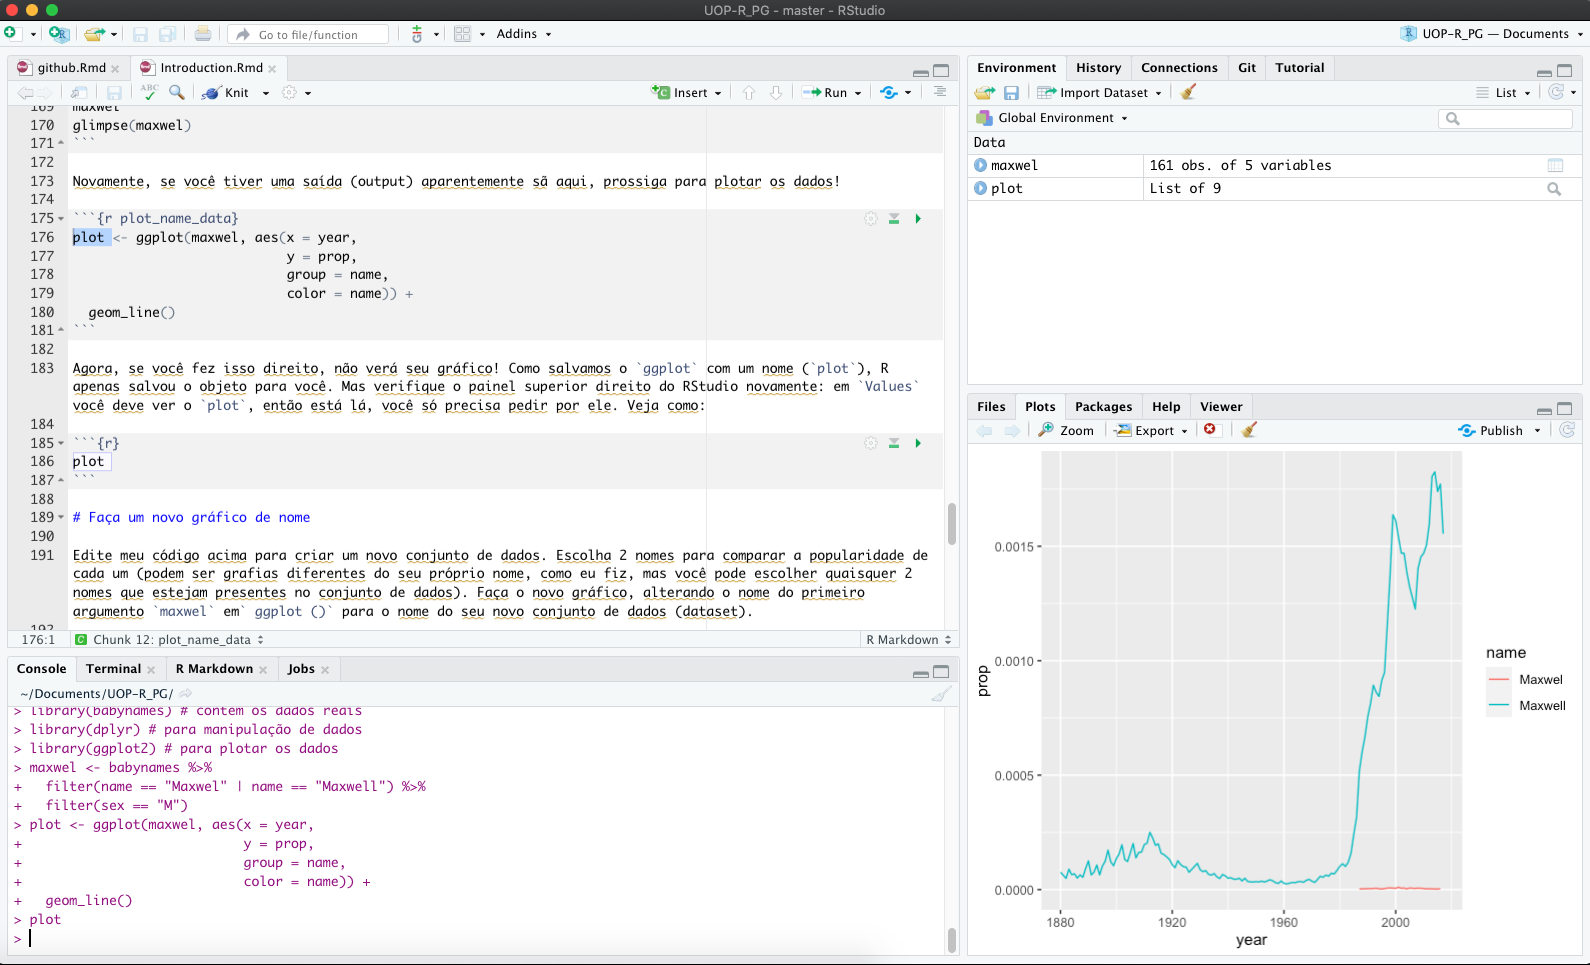 UOP-R_PG - master - RStudio
Go to file/function
Addins
UOP-R_PG — Documents
github.Rmd
Introduction.Rmd
ABC
Knit
Insert
Run
169 maxwel
170 glimpse(maxwel)
171 ```
172
173 Novamente, se você tiver uma saída (output) aparentemente sã aqui, prossiga para plotar os dados!
174
175 ```{r plot_name_data}
176 plot <- ggplot(maxwel, aes(x = year,
177 y = prop,
178 group = name,
179 color = name)) +
180 geom_line()
181 ```
182
183 Agora, se você fez isso direito, não verá seu gráfico! Como salvamos o `ggplot` com um nome (`plot`), R
apenas salvou o objeto para você. Mas verifique o painel superior direito do RStudio novamente: em `Values`
você deve ver o `plot`, então está lá, você só precisa pedir por ele. Veja como:
184
185 ```{r}
186 plot
187 ```
188
189 # Faça um novo gráfico de nome
190
191 Edite meu código acima para criar um novo conjunto de dados. Escolha 2 nomes para comparar a popularidade de
cada um (podem ser grafias diferentes do seu próprio nome, como eu fiz, mas você pode escolher quaisquer 2
nomes que estejam presentes no conjunto de dados). Faça o novo gráfico, alterando o nome do primeiro
argumento `maxwel` em` ggplot ()` para o nome do seu novo conjunto de dados (dataset).
192
176:1
Chunk 12: plot_name_data
R Markdown
Console
Terminal
R Markdown
Jobs
~/Documents/UOP-R_PG/
> library(babynames) # contém os dados reais
> library(dplyr) # para manipulação de dados
> library(ggplot2) # para plotar os dados
> maxwel <- babynames %>%
+ filter(name == "Maxwel" | name == "Maxwell") %>%
+ filter(sex == "M")
> plot <- ggplot(maxwel, aes(x = year,
+ y = prop,
+ group = name,
+ color = name)) +
+ geom_line()
> plot
>
Environment
History
Connections
Git
Tutorial
Import Dataset
List
Global Environment
Data
maxwel 161 obs. of 5 variables
plot List of 9
Files
Plots
Packages
Help
Viewer
Zoom
Export
Publish
0.0015
0.0010
0.0005
0.0000
prop
1880
1920
1960
2000
year
name
Maxwel
Maxwell